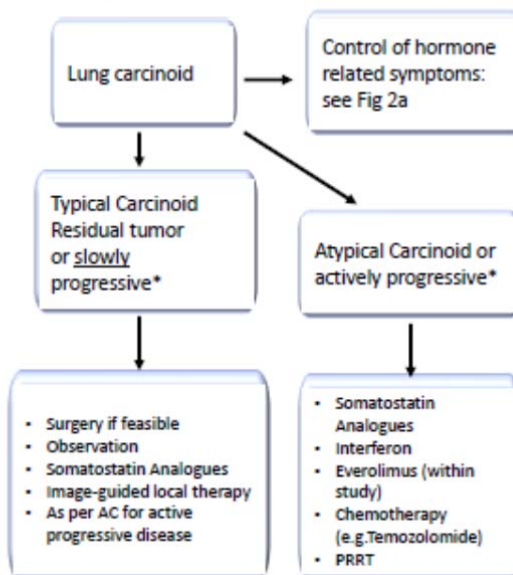 Lung carcinoid
Control of hormone
related symptoms:
see Fig 2a
Typical Carcinoid
Residual tumor
or slowly
progressive*
Atypical Carcinoid or
actively progressive*
• Surgery if feasible
• Observation
• Somatostatin Analogues
• Image-guided local therapy
• As per AC for active
progressive disease
• Somatostatin
Analogues
• Interferon
• Everolimus (within
study)
• Chemotherapy
(e.g.Temozolomide)
• PRRT